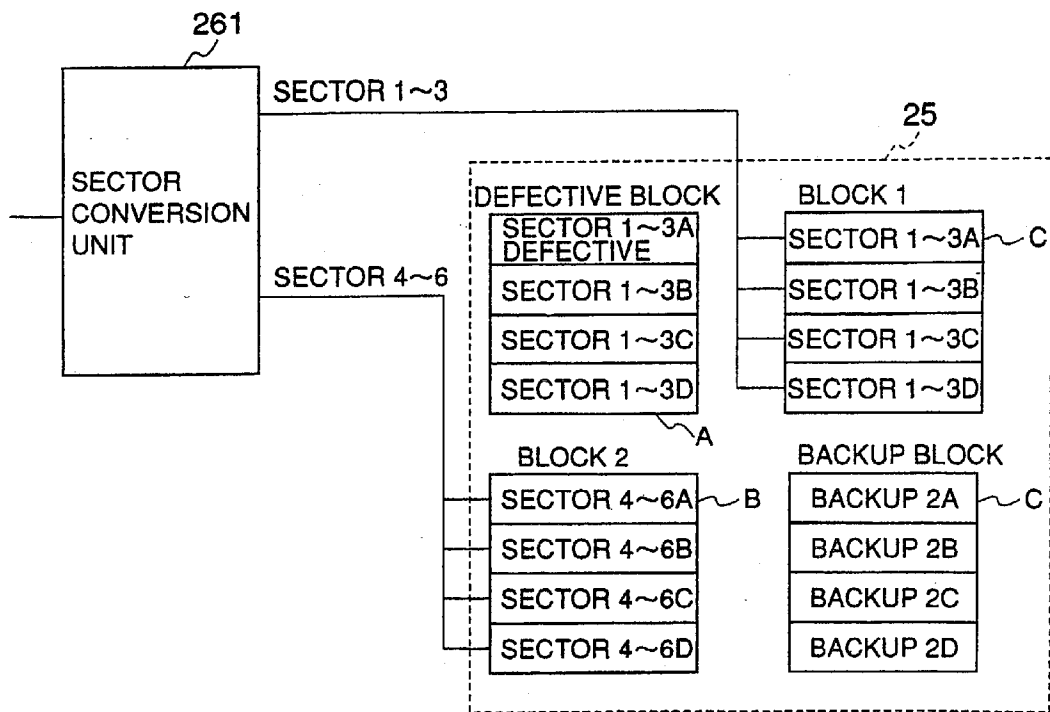 261
SECTOR
CONVERSION
UNIT
SECTOR 1~3
SECTOR 4~6
25
DEFECTIVE BLOCK
SECTOR 1~3A
DEFECTIVE
SECTOR 1~3B
SECTOR 1~3C
SECTOR 1~3D
A
BLOCK 1
SECTOR 1~3A
C
SECTOR 1~3B
SECTOR 1~3C
SECTOR 1~3D
BLOCK 2
SECTOR 4~6A
B
SECTOR 4~6B
SECTOR 4~6C
SECTOR 4~6D
BACKUP BLOCK
BACKUP 2A
C
BACKUP 2B
BACKUP 2C
BACKUP 2D